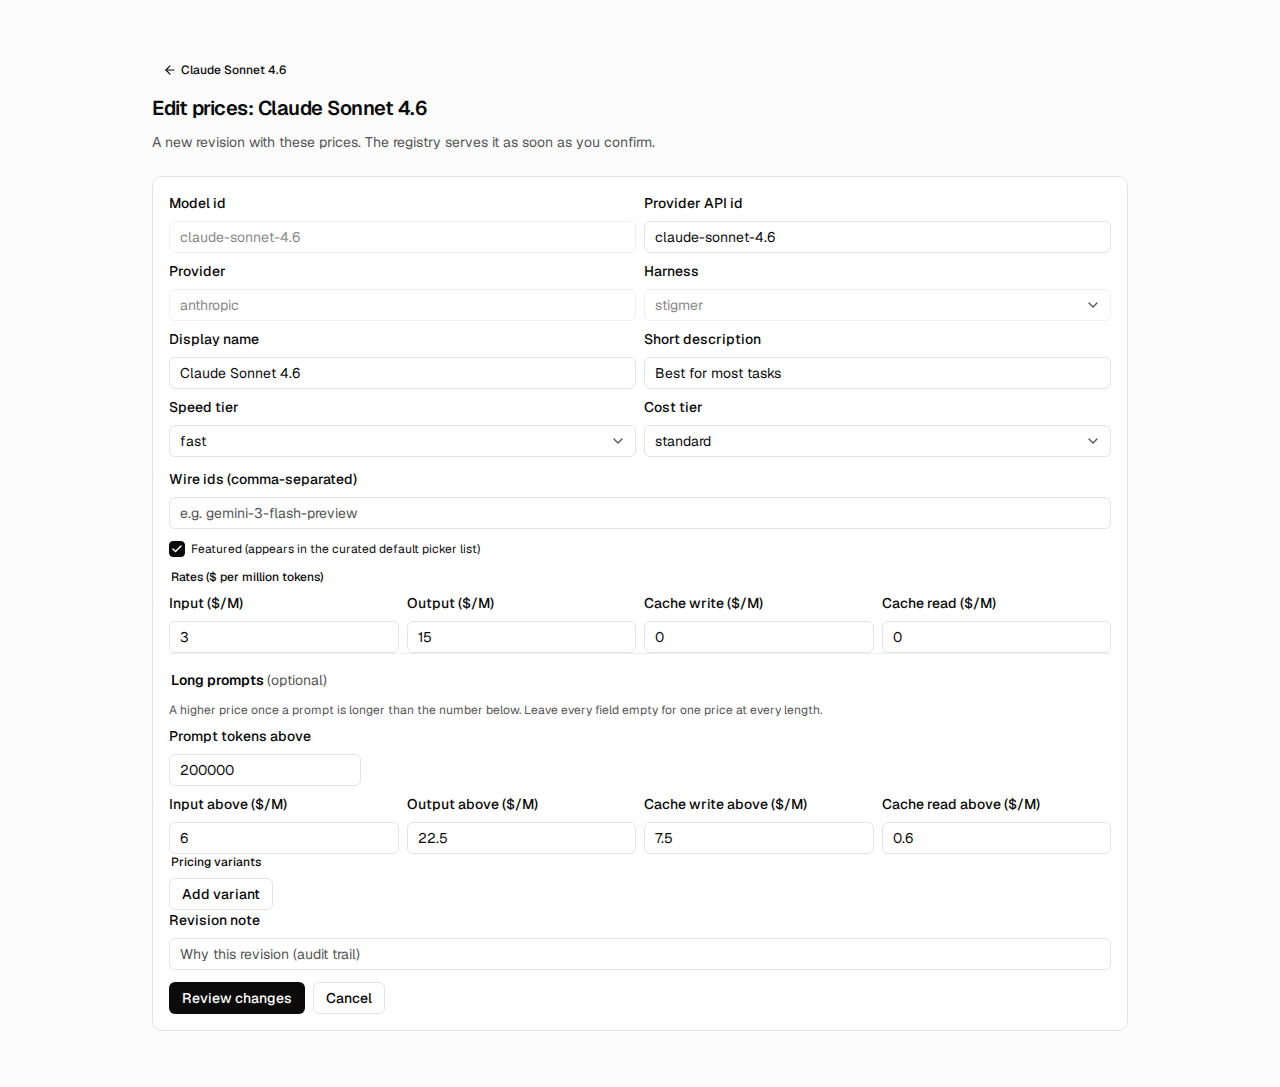 Claude Sonnet 4.6
Edit prices: Claude Sonnet 4.6
A new revision with these prices. The registry serves it as soon as you confirm.
Model id
Provider API id
claude-sonnet-4.6
claude-sonnet-4.6
Provider
Harness
anthropic
stigmer
Display name
Short description
Claude Sonnet 4.6
Best for most tasks
Speed tier
Cost tier
fast
standard
Wire ids (comma-separated)
e.g. gemini-3-flash-preview
Featured (appears in the curated default picker list)
Rates ($ per million tokens)
Input ($/M)
Output ($/M)
Cache write ($/M)
Cache read ($/M)
3
15
0
0
Long prompts (optional)
A higher price once a prompt is longer than the number below. Leave every field empty for one price at every length.
Prompt tokens above
200000
Input above ($/M)
Output above ($/M)
Cache write above ($/M)
Cache read above ($/M)
6
22.5
7.5
0.6
Pricing variants
Add variant
Revision note
Why this revision (audit trail)
Review changes
Cancel